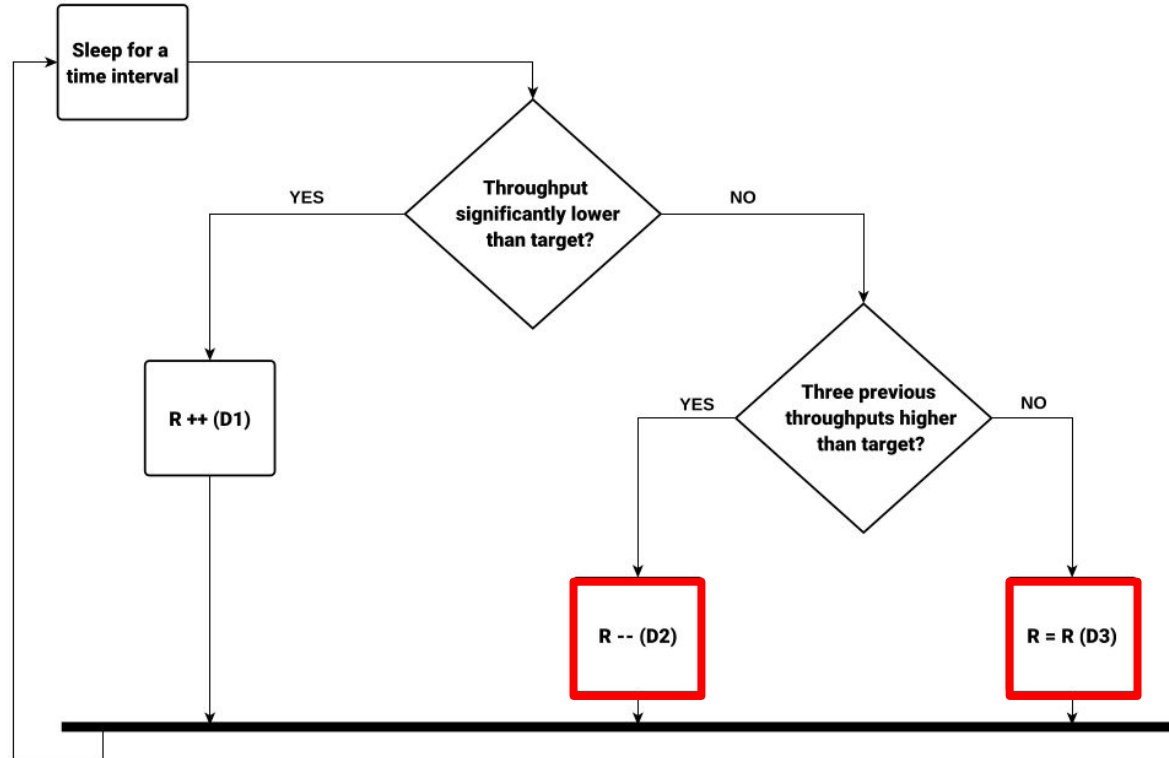 Sleep for a
time interval
Throughput
significantly lower
than target?
YES
NO
R ++ (D1)
Three previous
throughputs higher
than target?
YES
NO
R -- (D2)
R = R (D3)